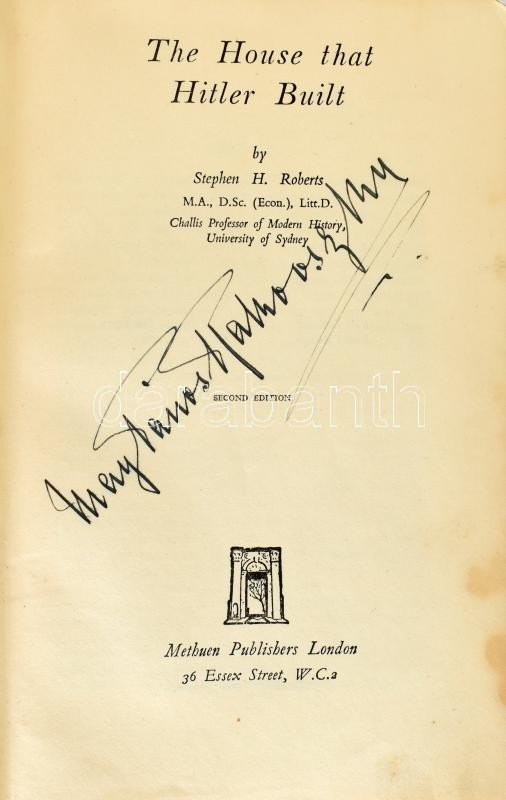 The House that
Hitler Built
by
Stephen H. Roberts
M.A., D.Sc. (Econ.), Litt.D.
Challis Professor of Modern History,
University of Sydney
SECOND EDITION
darabanth
Methuen Publishers London
36 Essex Street, W.C.2